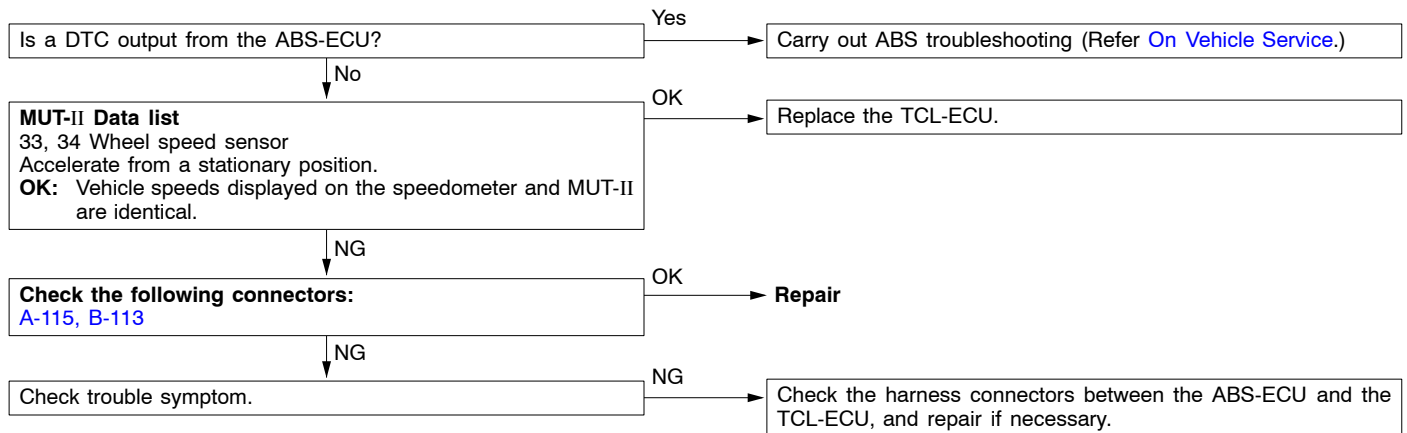 Is a DTC output from the ABS-ECU?
Yes
Carry out ABS troubleshooting (Refer On Vehicle Service.)
No
MUT-II Data list
33, 34 Wheel speed sensor
Accelerate from a stationary position.
OK: Vehicle speeds displayed on the speedometer and MUT-II
are identical.
OK
Replace the TCL-ECU.
NG
Check the following connectors:
A-115, B-113
OK
Repair
NG
Check trouble symptom.
NG
Check the harness connectors between the ABS-ECU and the
TCL-ECU, and repair if necessary.